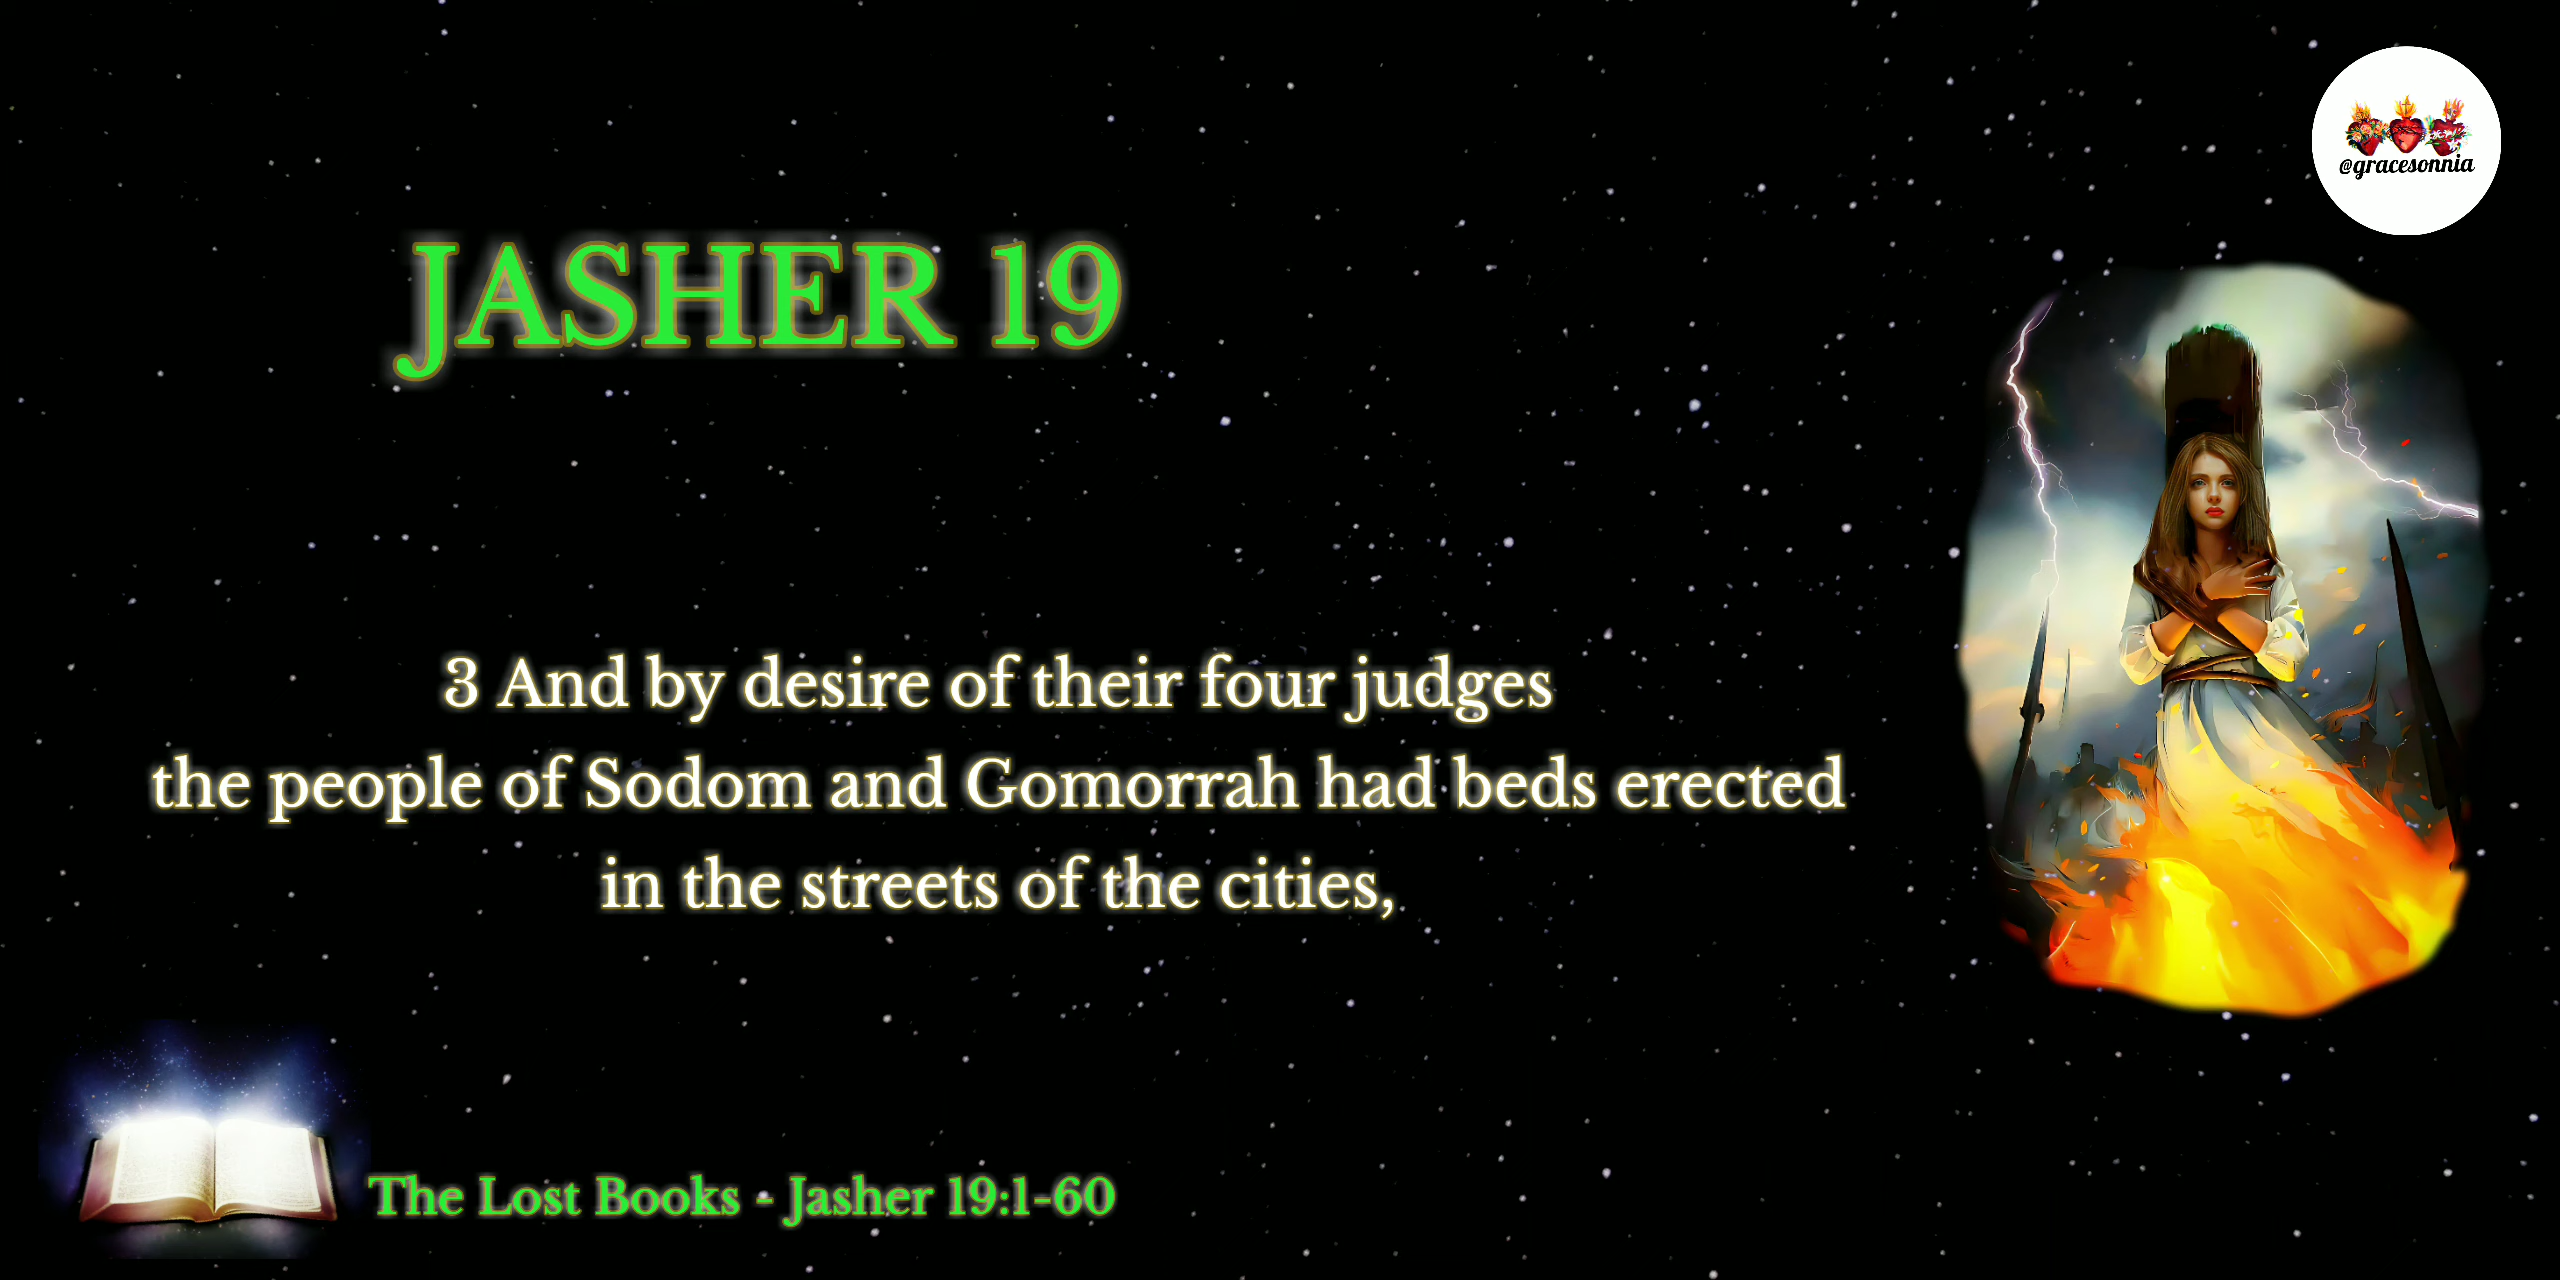 @gracesonnia
JASHER 19
3 And by desire of their four judges
the people of Sodom and Gomorrah had beds erected
in the streets of the cities,
The Lost Books - Jasher 19:1-60